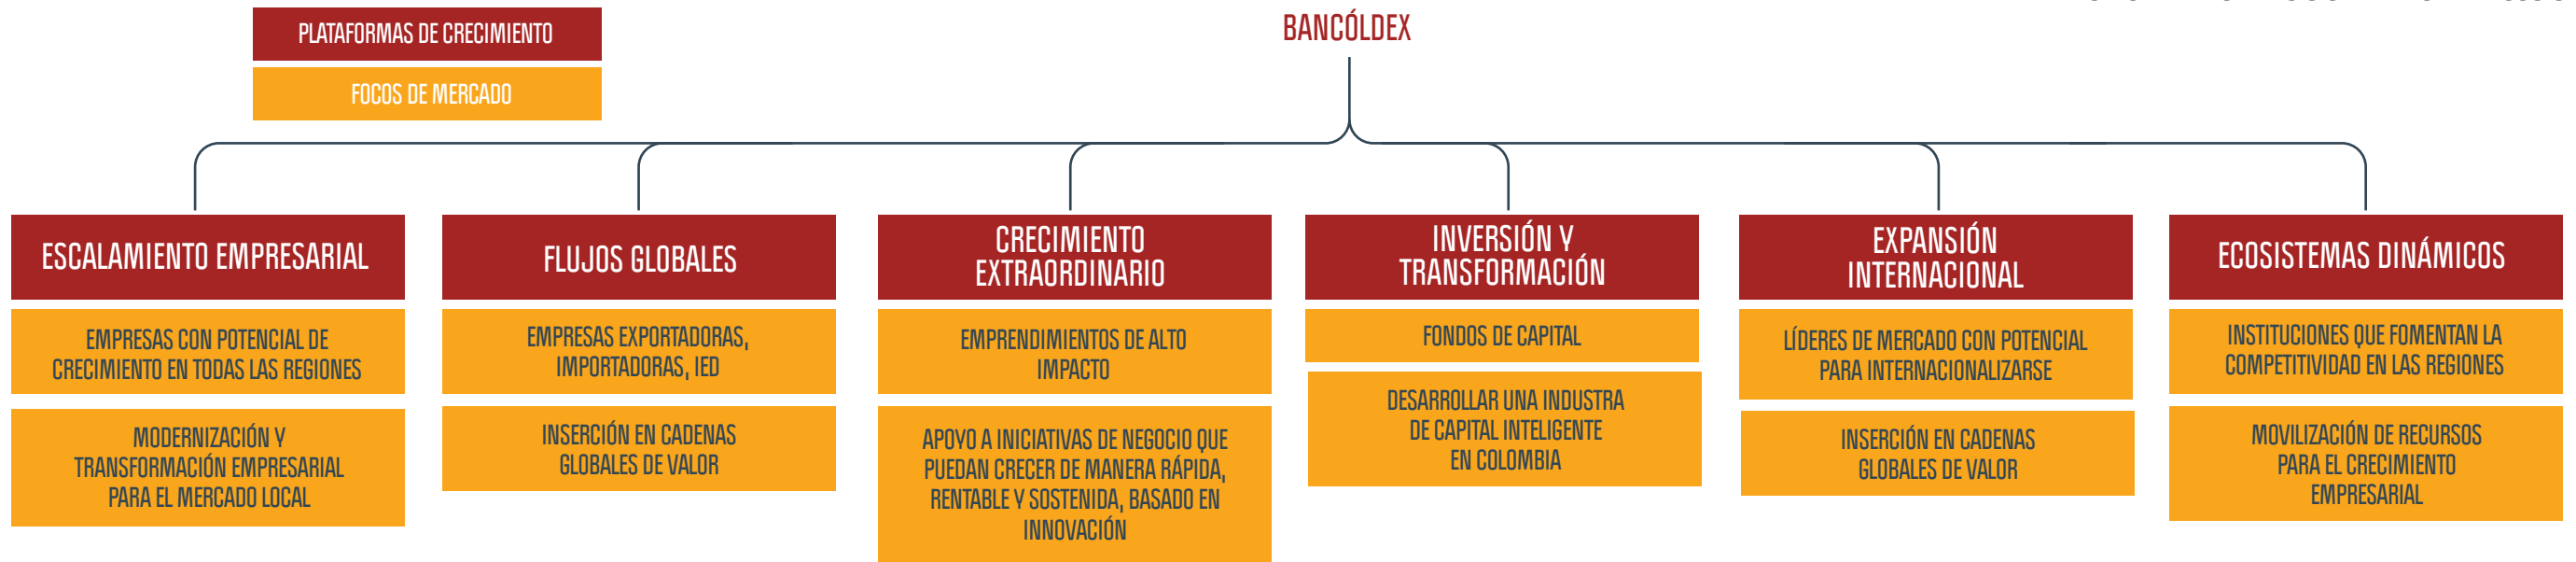 PLATAFORMAS DE CRECIMIENTO
FOCOS DE MERCADO
BANCÓLDEX
ESCALAMIENTO EMPRESARIAL
EMPRESAS CON POTENCIAL DE
CRECIMIENTO EN TODAS LAS REGIONES
MODERNIZACIÓN Y
TRANSFORMACIÓN EMPRESARIAL
PARA EL MERCADO LOCAL
FLUJOS GLOBALES
EMPRESAS EXPORTADORAS,
IMPORTADORAS, IED
INSERCIÓN EN CADENAS
GLOBALES DE VALOR
CRECIMIENTO
EXTRAORDINARIO
EMPRENDIMIENTOS DE ALTO
IMPACTO
APOYO A INICIATIVAS DE NEGOCIO QUE
PUEDAN CRECER DE MANERA RÁPIDA,
RENTABLE Y SOSTENIDA, BASADO EN
INNOVACIÓN
INVERSIÓN Y
TRANSFORMACIÓN
FONDOS DE CAPITAL
DESARROLLAR UNA INDUSTRA
DE CAPITAL INTELIGENTE
EN COLOMBIA
EXPANSIÓN
INTERNACIONAL
LÍDERES DE MERCADO CON POTENCIAL
PARA INTERNACIONALIZARSE
INSERCIÓN EN CADENAS
GLOBALES DE VALOR
ECOSISTEMAS DINÁMICOS
INSTITUCIONES QUE FOMENTAN LA
COMPETITIVIDAD EN LAS REGIONES
MOVILIZACIÓN DE RECURSOS
PARA EL CRECIMIENTO
EMPRESARIAL